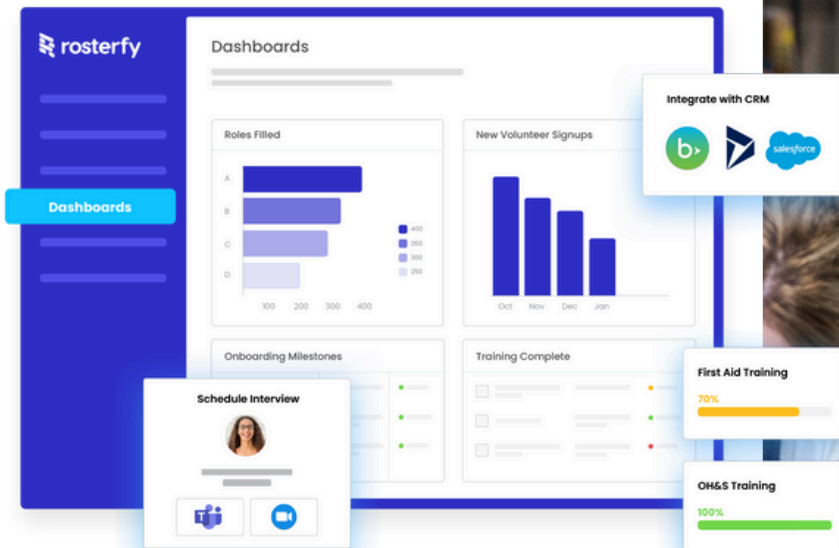 rosterfy
Dashboards
Dashboards
Integrate with CRM
b
salesforce
Roles Filled
A
B
C
D
400
350
300
250
100 200 300 400
New Volunteer Signups
Oct Nov Dec Jan
Onboarding Milestones
Training Complete
Schedule Interview
T
First Aid Training
70%
OH&S Training
100%